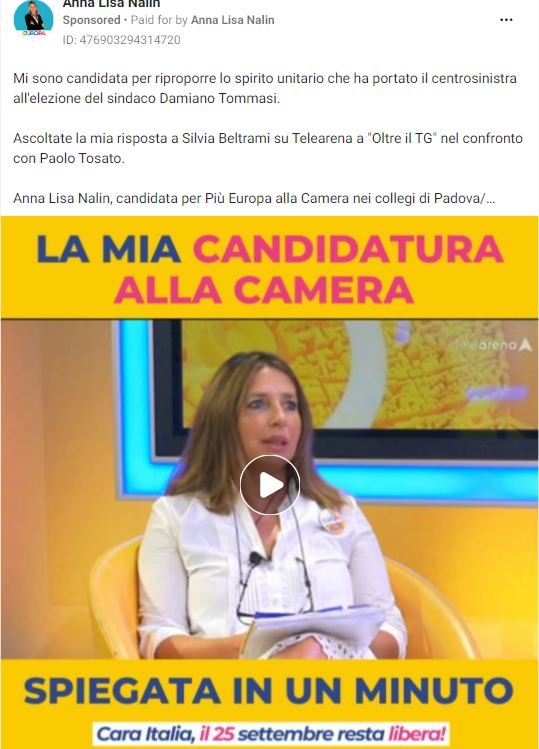 Anna Lisa Nalin
Sponsored • Paid for by Anna Lisa Nalin
ID: 476903294314720
Mi sono candidata per riproporre lo spirito unitario che ha portato il centrosinistra
all'elezione del sindaco Damiano Tommasi.
Ascoltate la mia risposta a Silvia Beltrami su Telearena a "Oltre il TG" nel confronto
con Paolo Tosato.
Anna Lisa Nalin, candidata per Più Europa alla Camera nei collegi di Padova/...
LA MIA CANDIDATURA
ALLA CAMERA
telearena
SPIEGATA IN UN MINUTO
Cara Italia, il 25 settembre resta libera!